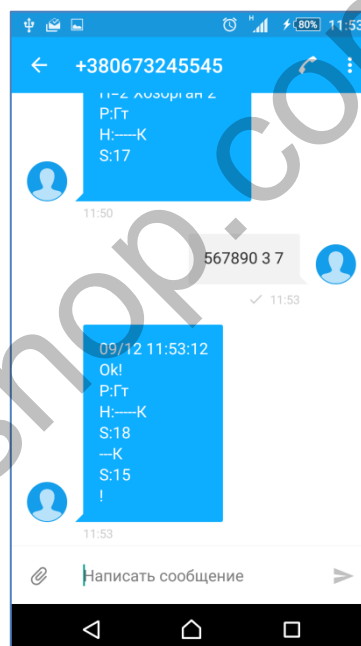 80% 11:53
+380673245545
П=2 Хозорган 2
Р:Гт
Н:-----К
S:17
11:50
567890 3 7
11:53
09/12 11:53:12
Ok!
Р:Гт
Н:-----К
S:18
---К
S:15
!
11:53
Написать сообщение